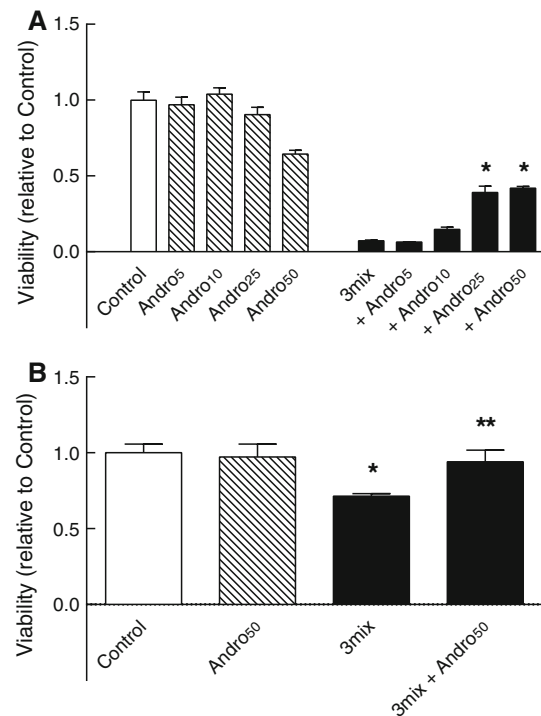 A
Viability (relative to Control)
1.5
1.0
0.5
0.0
* *
Control
Andro5
Andro10
Andro25
Andro50
3mix
+ Andro5
+ Andro10
+ Andro25
+ Andro50
B
Viability (relative to Control)
1.5
1.0
0.5
0.0
*
**
Control
Andro50
3mix
3mix + Andro50